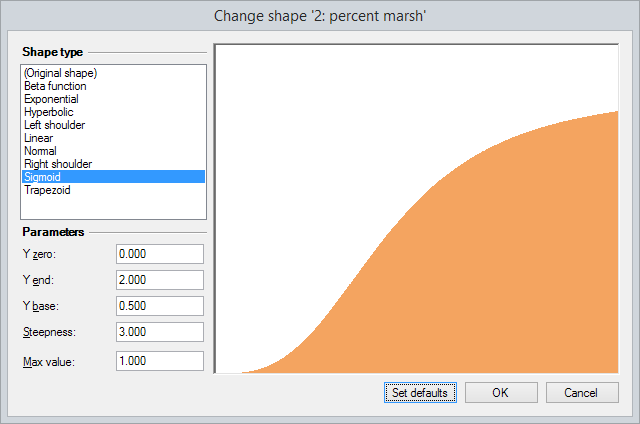 Change shape '2: percent marsh'
Shape type
(Original shape)
Beta function
Exponential
Hyperbolic
Left shoulder
Linear
Normal
Right shoulder
Sigmoid
Trapezoid
Parameters
Y zero: 0.000
Y end: 2.000
Y base: 0.500
Steepness: 3.000
Max value: 1.000
Set defaults OK Cancel